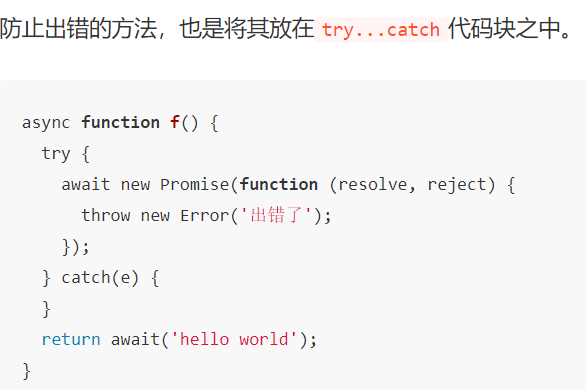 防止出错的方法，也是将其放在 try...catch 代码块之中。
async function f() {
  try {
    await new Promise(function (resolve, reject) {
      throw new Error('出错了');
    });
  } catch(e) {
  }
  return await('hello world');
}